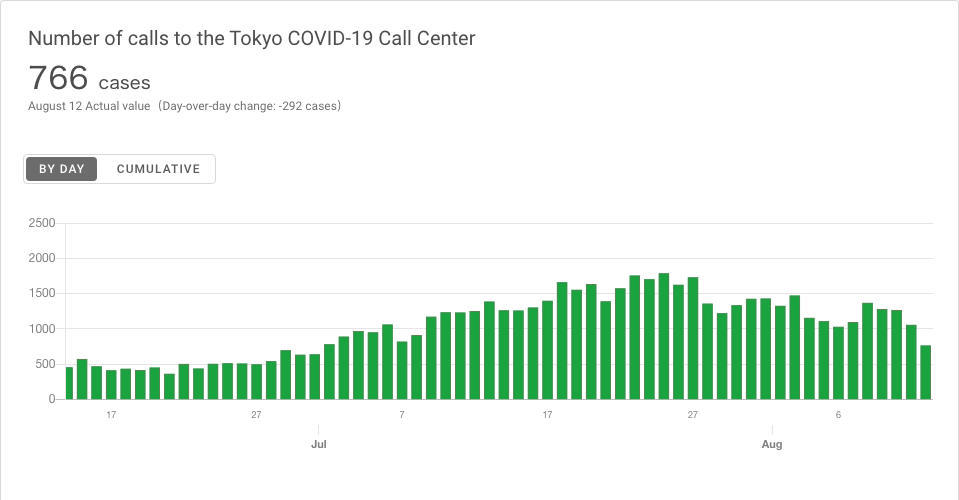 Number of calls to the Tokyo COVID-19 Call Center
766 cases
August 12 Actual value（Day-over-day change: -292 cases）
BY DAY CUMULATIVE
2500
2000
1500
1000
500
0
17 27 7 17 27 6
Jul Aug